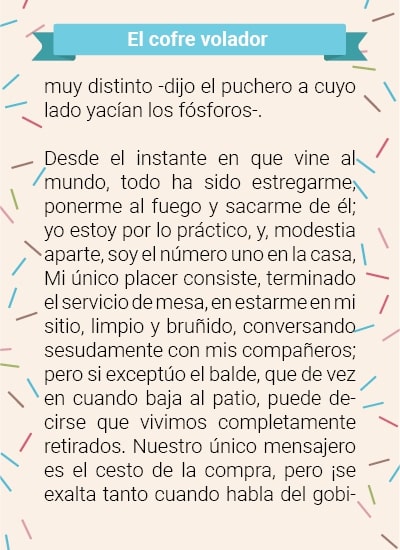 El cofre volador
muy distinto -dijo el puchero a cuyo
lado yacían los fósforos-.
Desde el instante en que vine al
mundo, todo ha sido estregarme,
ponerme al fuego y sacarme de él;
yo estoy por lo práctico, y, modestia
aparte, soy el número uno en la casa,
Mi único placer consiste, terminado
el servicio de mesa, en estarme en mi
sitio, limpio y bruñido, conversando
sesudamente con mis compañeros;
pero si exceptúo el balde, que de vez
en cuando baja al patio, puede de-
cirse que vivimos completamente
retirados. Nuestro único mensajero
es el cesto de la compra, pero ¡se
exalta tanto cuando habla del gobi-